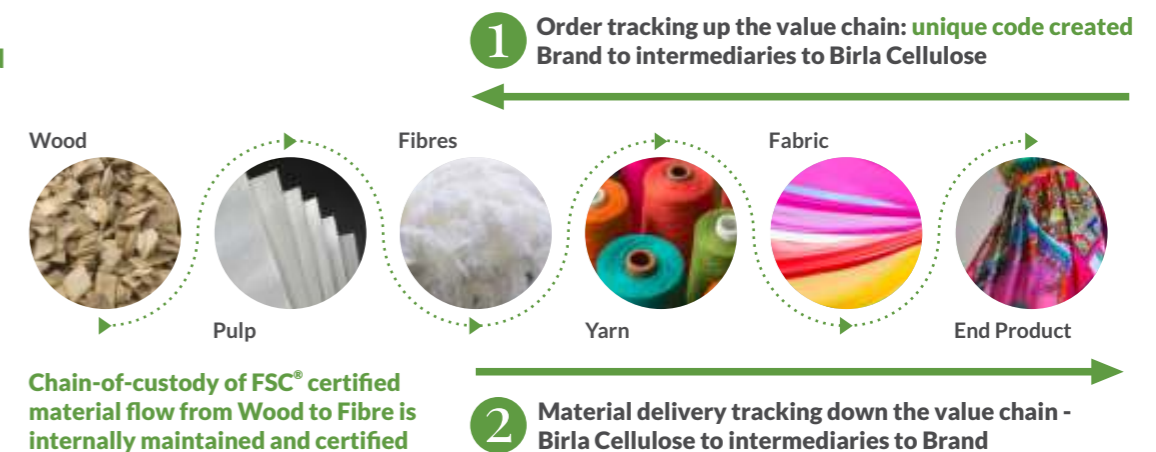 1 Order tracking up the value chain: unique code created
Brand to intermediaries to Birla Cellulose
Wood
Fibres
Fabric
Pulp
Yarn
End Product
Chain-of-custody of FSC® certified
material flow from Wood to Fibre is
internally maintained and certified
2 Material delivery tracking down the value chain -
Birla Cellulose to intermediaries to Brand